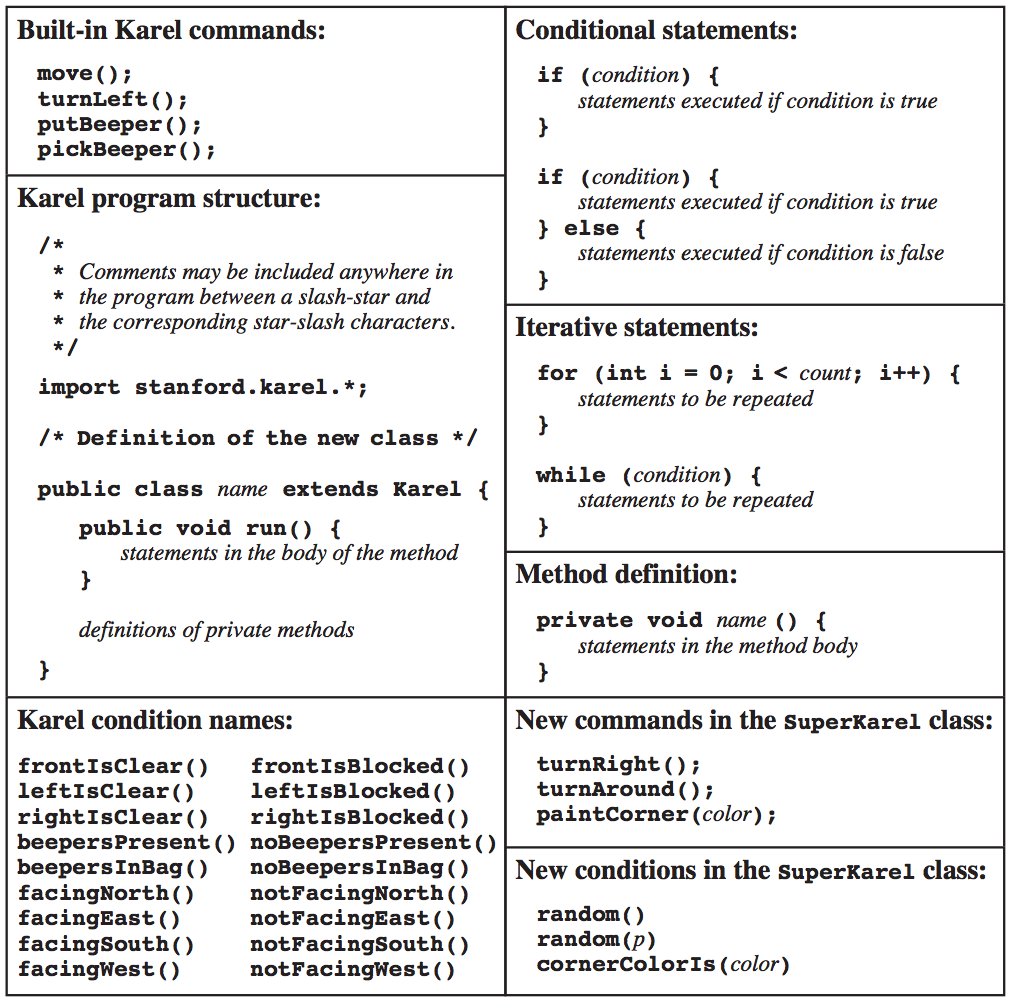 Built-in Karel commands:
move();
turnLeft();
putBeeper();
pickBeeper();
Karel program structure:
/*
* Comments may be included anywhere in
* the program between a slash-star and
* the corresponding star-slash characters.
*/
import stanford.karel.*;
/* Definition of the new class */
public class name extends Karel {
public void run() {
statements in the body of the method
}
definitions of private methods
}
Karel condition names:
frontIsClear() frontIsBlocked()
leftIsClear() leftIsBlocked()
rightIsClear() rightIsBlocked()
beepersPresent() noBeepersPresent()
beepersInBag() noBeepersInBag()
facingNorth() notFacingNorth()
facingEast() notFacingEast()
facingSouth() notFacingSouth()
facingWest() notFacingWest()
Conditional statements:
if (condition) {
statements executed if condition is true
}
if (condition) {
statements executed if condition is true
} else {
statements executed if condition is false
}
Iterative statements:
for (int i = 0; i < count; i++) {
statements to be repeated
}
while (condition) {
statements to be repeated
}
Method definition:
private void name () {
statements in the method body
}
New commands in the SuperKarel class:
turnRight();
turnAround();
paintCorner(color);
New conditions in the SuperKarel class:
random()
random(p)
cornerColorIs(color)